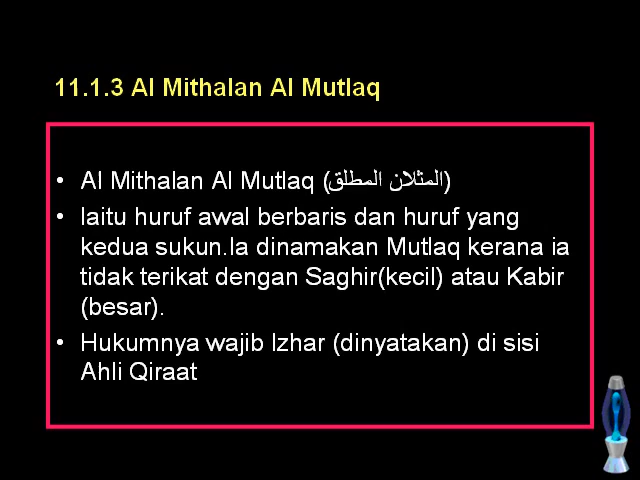 11.1.3 Al Mithalan Al Mutlaq
• Al Mithalan Al Mutlaq (المثلان المطلق)
• Iaitu huruf awal berbaris dan huruf yang
kedua sukun.Ia dinamakan Mutlaq kerana ia
tidak terikat dengan Saghir(kecil) atau Kabir
(besar).
• Hukumnya wajib Izhar (dinyatakan) di sisi
Ahli Qiraat